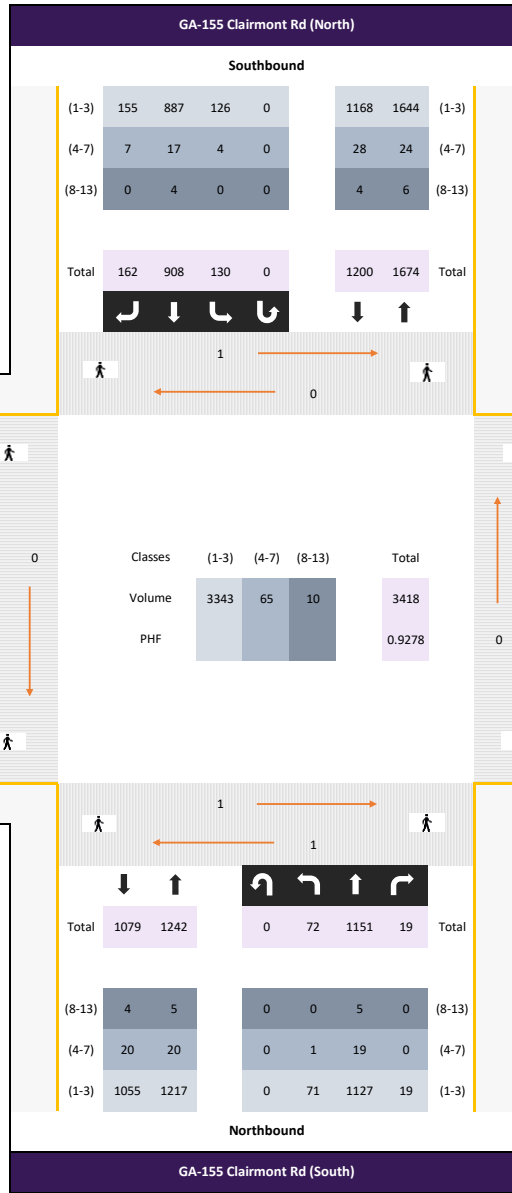 GA-155 Clairmont Rd (North)
Southbound
(1-3) 155 887 126 0 1168 1644 (1-3)
(4-7) 7 17 4 0 28 24 (4-7)
(8-13) 0 4 0 0 4 6 (8-13)
Total 162 908 130 0 1200 1674 Total
1
0
0
Classes (1-3) (4-7) (8-13) Total
Volume 3343 65 10 3418
PHF 0.9278
0
1
1
Total 1079 1242 0 72 1151 19 Total
(8-13) 4 5 0 0 5 0 (8-13)
(4-7) 20 20 0 1 19 0 (4-7)
(1-3) 1055 1217 0 71 1127 19 (1-3)
Northbound
GA-155 Clairmont Rd (South)